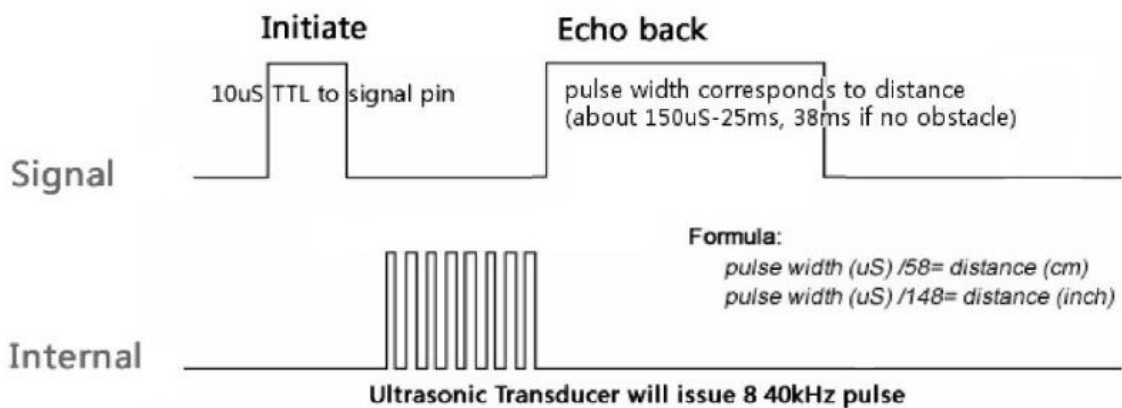 Initiate
Echo back
10uS TTL to signal pin
pulse width corresponds to distance
(about 150uS-25ms, 38ms if no obstacle)
Signal
Formula:
pulse width (uS) /58= distance (cm)
pulse width (uS) /148= distance (inch)
Internal
Ultrasonic Transducer will issue 8 40kHz pulse